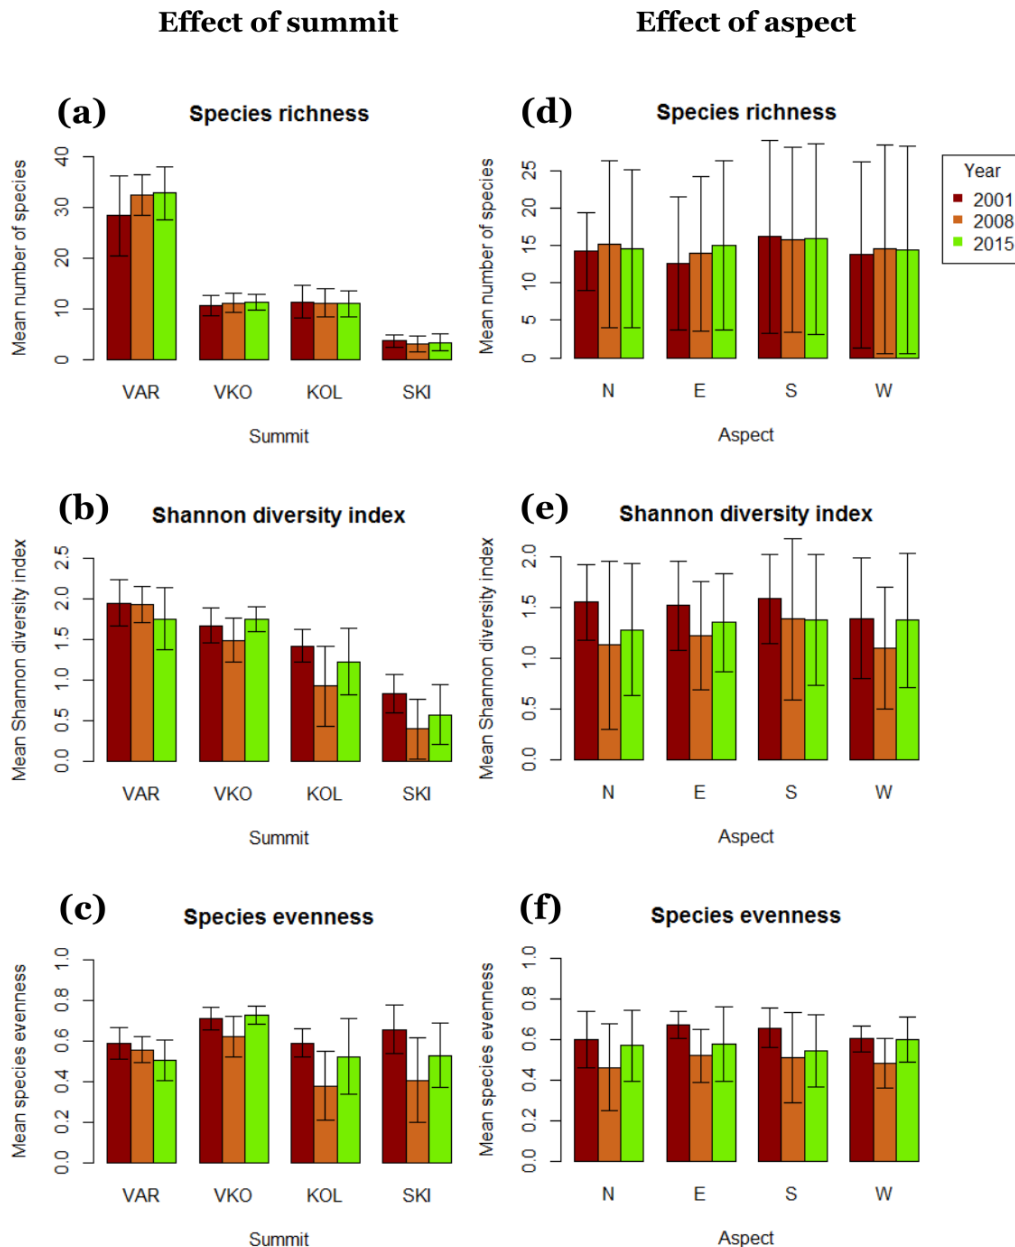 Effect of summit
Effect of aspect
(a)
Species richness
Mean number of species
0
10
20
30
40
VAR
VKO
KOL
SKI
Summit
(d)
Species richness
Mean number of species
0
5
10
15
20
25
N
E
S
W
Aspect
Year
2001
2008
2015
(b)
Shannon diversity index
Mean Shannon diversity index
0.0
0.5
1.0
1.5
2.0
2.5
VAR
VKO
KOL
SKI
Summit
(e)
Shannon diversity index
Mean Shannon diversity index
0.0
0.5
1.0
1.5
2.0
N
E
S
W
Aspect
(c)
Species evenness
Mean species evenness
0.0
0.2
0.4
0.6
0.8
1.0
VAR
VKO
KOL
SKI
Summit
(f)
Species evenness
Mean species evenness
0.0
0.2
0.4
0.6
0.8
1.0
N
E
S
W
Aspect